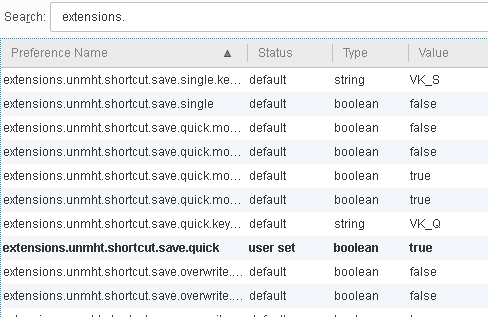 Search: extensions.
Preference Name ▲ Status Type Value
extensions.unmht.shortcut.save.single.ke... default string VK_S
extensions.unmht.shortcut.save.single default boolean false
extensions.unmht.shortcut.save.quick.mo... default boolean false
extensions.unmht.shortcut.save.quick.mo... default boolean false
extensions.unmht.shortcut.save.quick.mo... default boolean true
extensions.unmht.shortcut.save.quick.mo... default boolean true
extensions.unmht.shortcut.save.quick.key... default string VK_Q
extensions.unmht.shortcut.save.quick user set boolean true
extensions.unmht.shortcut.save.overwrite.... default boolean false
extensions.unmht.shortcut.save.overwrite.... default boolean false